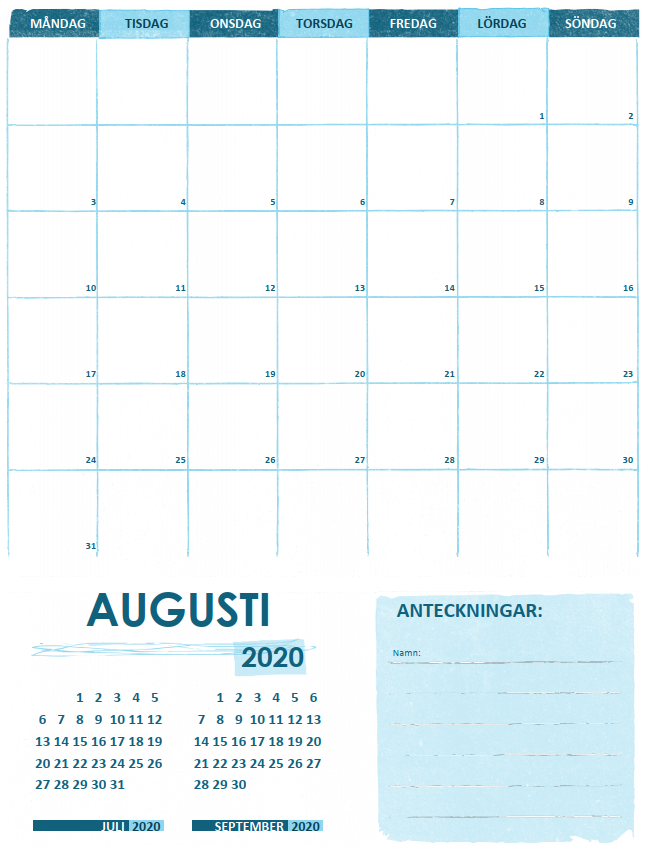 MÅNDAG TISDAG ONSDAG TORSDAG FREDAG LÖRDAG SÖNDAG
1 2
3 4 5 6 7 8 9
10 11 12 13 14 15 16
17 18 19 20 21 22 23
24 25 26 27 28 29 30
31
AUGUSTI
2020
1 2 3 4 5
6 7 8 9 10 11 12
13 14 15 16 17 18 19
20 21 22 23 24 25 26
27 28 29 30 31
JULI 2020
1 2 3 4 5 6
7 8 9 10 11 12 13
14 15 16 17 18 19 20
21 22 23 24 25 26 27
28 29 30
SEPTEMBER 2020
ANTECKNINGAR:
Namn: